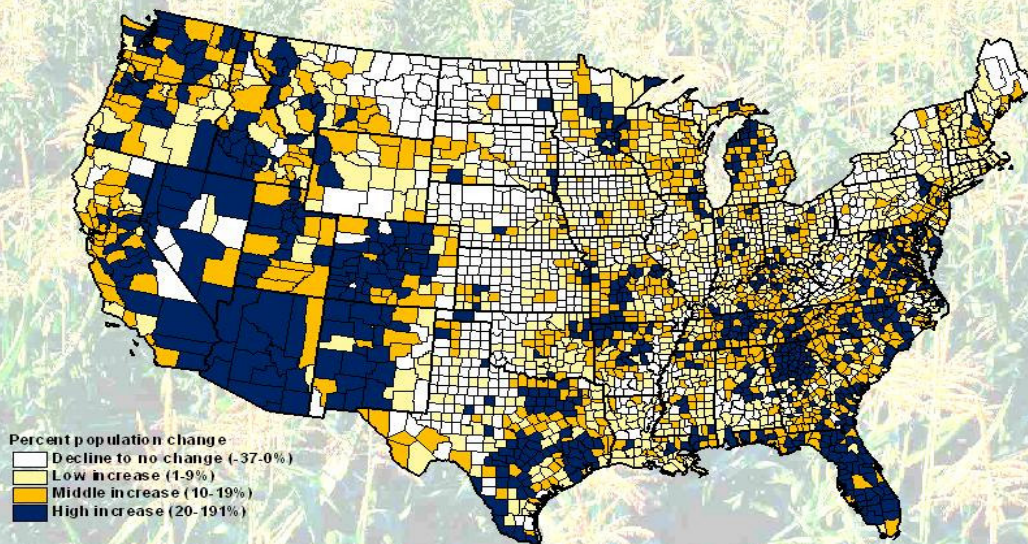 Percent population change
Decline to no change (-37-0%)
Low increase (1-9%)
Middle increase (10-19%)
High increase (20-191%)